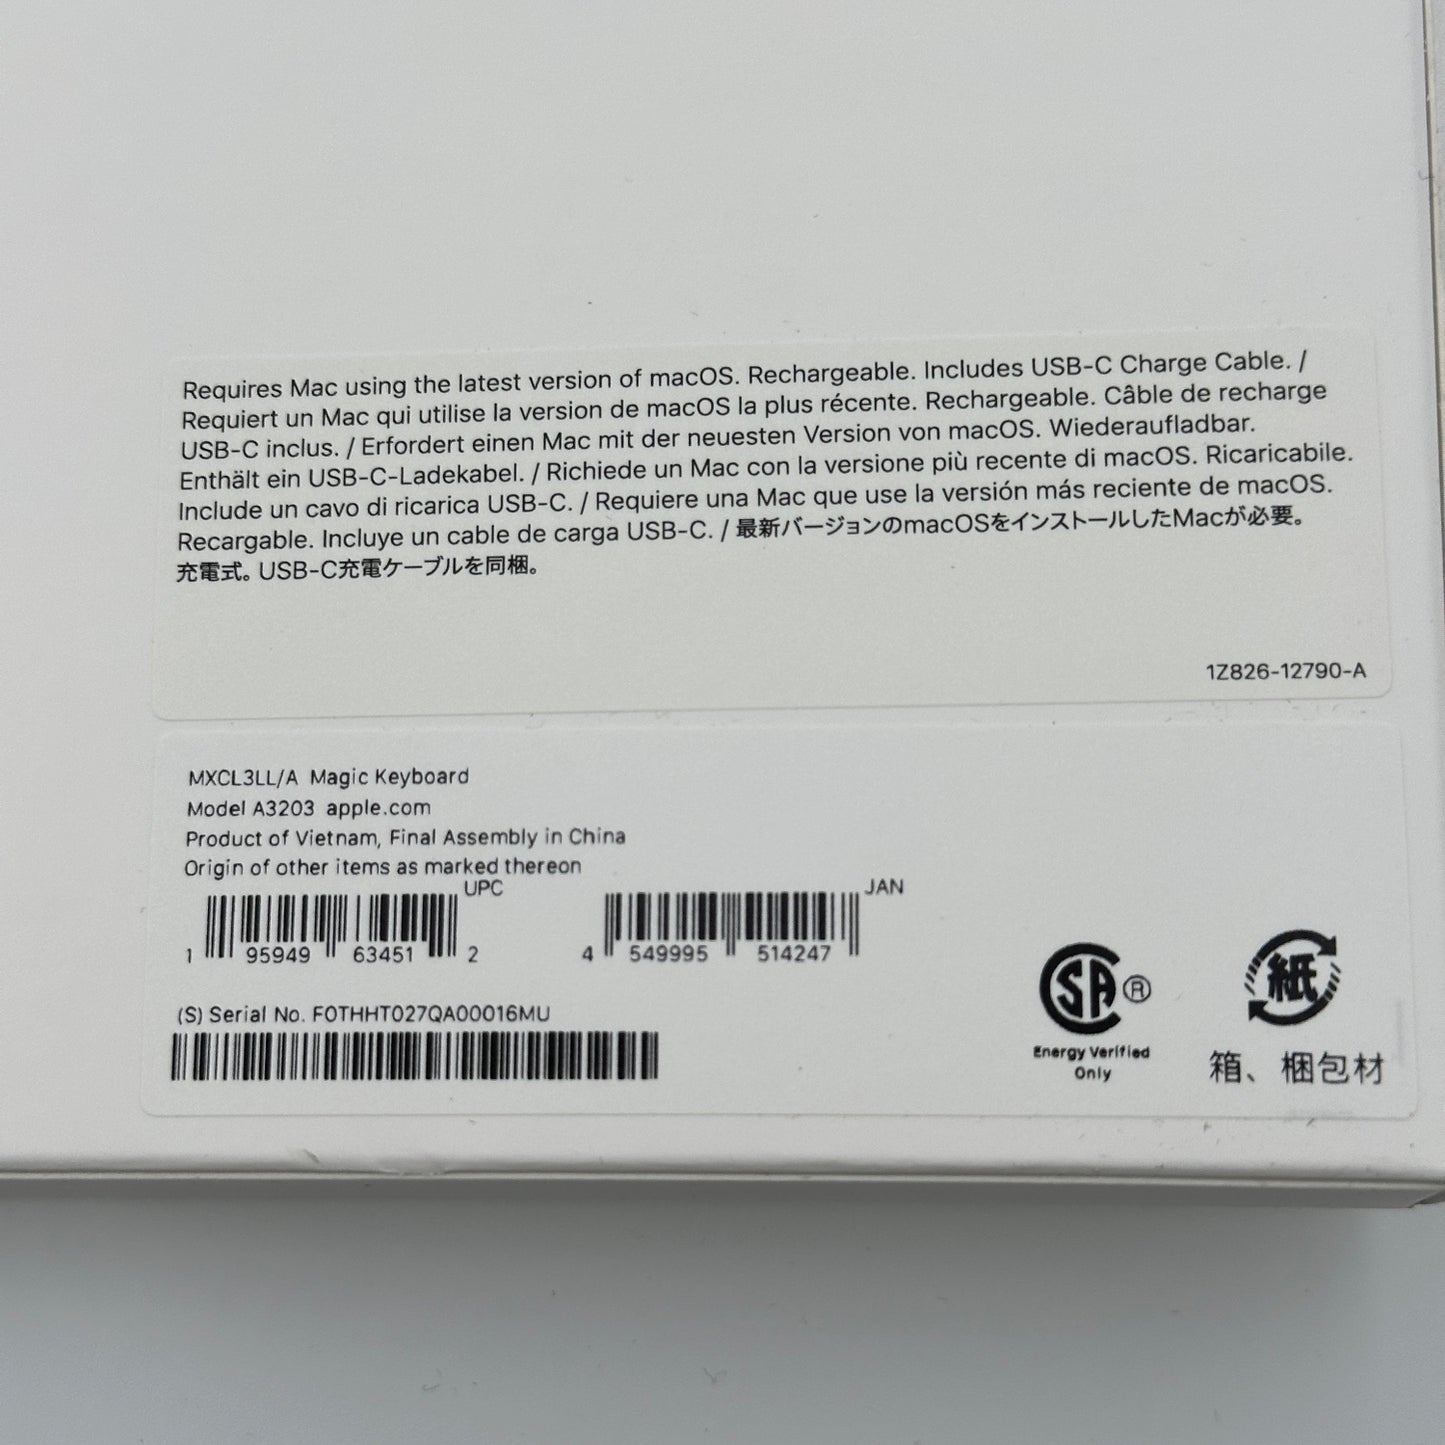 Requires Mac using the latest version of macOS. Rechargeable. Includes USB-C Charge Cable. /
Requiert un Mac qui utilise la version de macOS la plus récente. Rechargeable. Câble de recharge
USB-C inclus. / Erfordert einen Mac mit der neuesten Version von macOS. Wiederaufladbar.
Enthält ein USB-C-Ladekabel. / Richiede un Mac con la versione più recente di macOS. Ricaricabile.
Include un cavo di ricarica USB-C. / Requiere una Mac que use la versión más reciente de macOS.
Recargable. Incluye un cable de carga USB-C. / 最新バージョンのmacOSをインストールしたMacが必要。
充電式。USB-C充電ケーブルを同梱。
1Z826-12790-A
MXCL3LL/A Magic Keyboard
Model A3203 apple.com
Product of Vietnam, Final Assembly in China
Origin of other items as marked thereon
UPC
1 95949 63451 2
JAN
4 549995 514247
(S) Serial No. F0THHT027QA00016MU
SA ®
Energy Verified
Only
紙
箱、梱包材